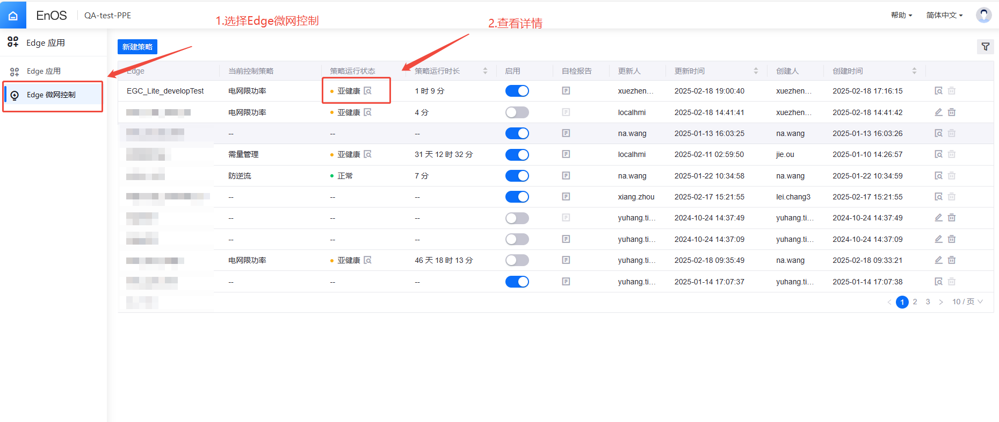 EnOS QA-test-PPE 帮助 简体中文
1.选择Edge微网控制
2.查看详情
Edge 应用
Edge 应用
Edge 微网控制
新建策略
Edge 当前控制策略 策略运行状态 策略运行时长 启用 自检报告 更新人 更新时间 创建人 创建时间
EGC_Lite_developTest 电网限功率 亚健康 1 时 9 分 xuezhen... 2025-02-18 19:00:40 xuezhen... 2025-02-18 17:16:15
电网限功率 亚健康 4 分 localhmi 2025-02-18 14:41:41 xuezhen... 2025-02-18 14:41:42
-- -- -- na.wang 2025-01-13 16:03:25 na.wang 2025-01-13 16:03:26
需量管理 亚健康 31 天 12 时 32 分 localhmi 2025-02-11 02:59:50 jie.ou 2025-01-10 14:26:57
防逆流 正常 7 分 na.wang 2025-01-22 10:34:58 na.wang 2025-01-22 10:34:59
-- -- -- xiang.zhou 2025-02-17 15:21:55 lei.chang3 2025-02-17 15:21:55
-- -- -- yuhang.ti... 2024-10-24 14:37:49 yuhang.ti... 2024-10-24 14:37:49
-- -- -- yuhang.ti... 2024-10-24 14:37:09 yuhang.ti... 2024-10-24 14:37:09
电网限功率 亚健康 46 天 18 时 13 分 yuhang.ti... 2025-02-18 09:35:49 na.wang 2025-02-18 09:33:21
-- -- -- yuhang.ti... 2025-01-14 17:07:37 yuhang.ti... 2025-01-14 17:07:38
< 1 2 3 > 10 / 页